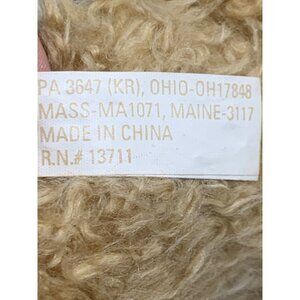 PA 3647 (KR), OHIO-OH17848
MASS-MA1071, MAINE-3117
MADE IN CHINA
R.N.# 13711